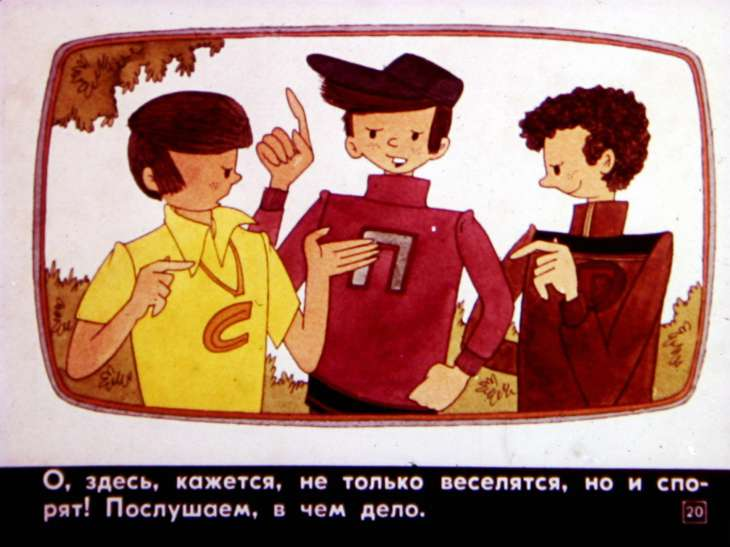 С
П
О, здесь, кажется, не только веселятся, но и спо-
рят! Послушаем, в чем дело.
20